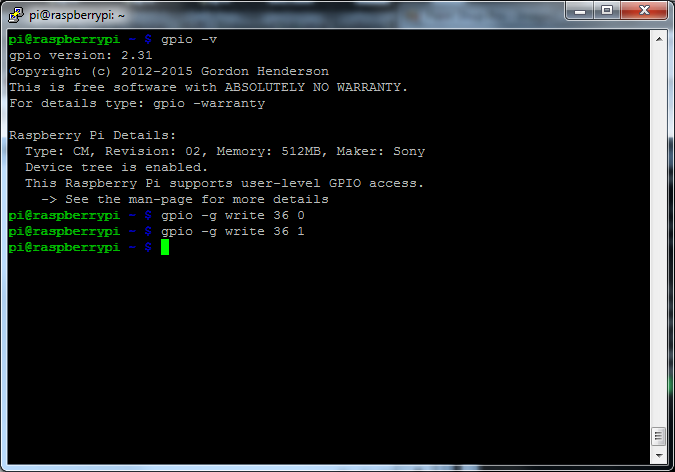 pi@raspberrypi: ~
pi@raspberrypi ~ $ gpio -v
gpio version: 2.31
Copyright (c) 2012-2015 Gordon Henderson
This is free software with ABSOLUTELY NO WARRANTY.
For details type: gpio -warranty
Raspberry Pi Details:
Type: CM, Revision: 02, Memory: 512MB, Maker: Sony
Device tree is enabled.
This Raspberry Pi supports user-level GPIO access.
-> See the man-page for more details
pi@raspberrypi ~ $ gpio -g write 36 0
pi@raspberrypi ~ $ gpio -g write 36 1
pi@raspberrypi ~ $